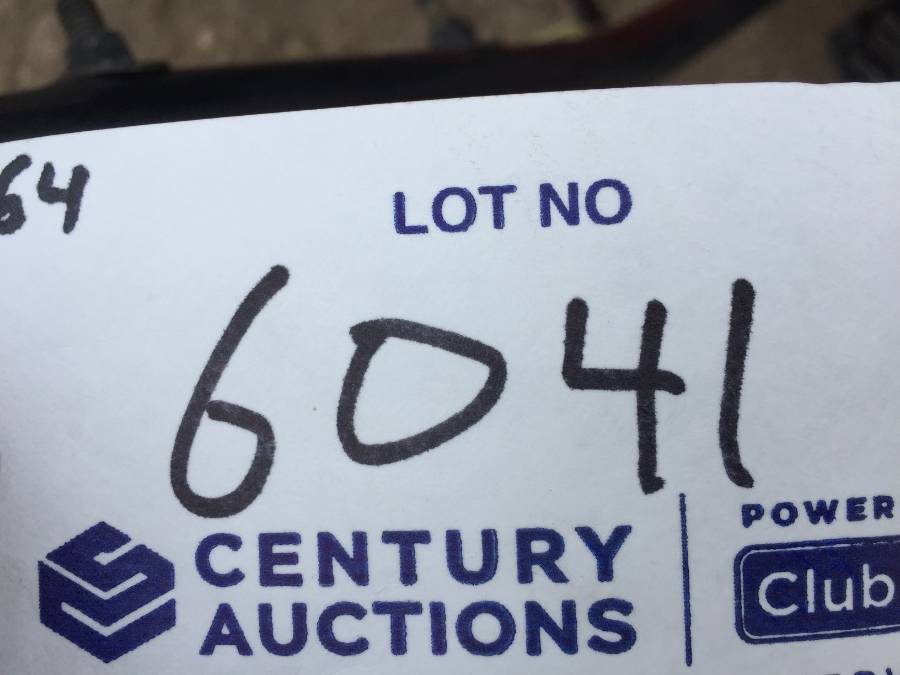 64
LOT NO
6041
CENTURY
AUCTIONS
POWER
Club